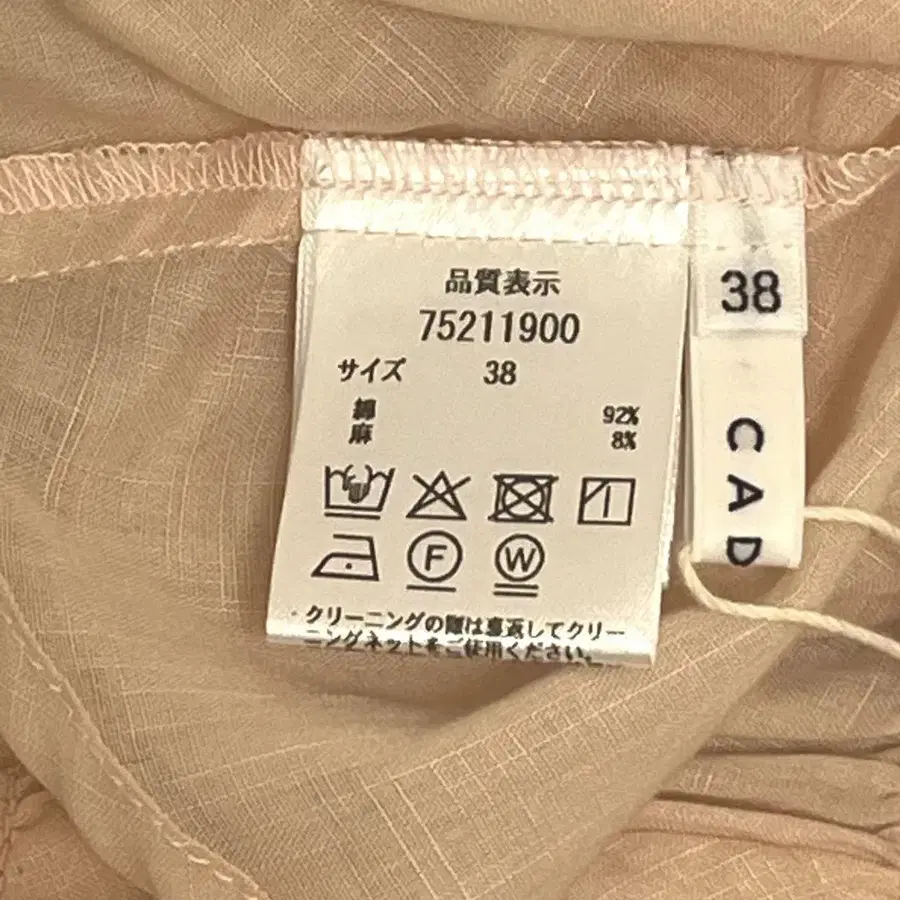 品質表示
75211900
サイズ 38
綿 92%
麻 8%
F W
クリーニングの際は裏返してクリー
ニングネットをご使用ください。
38
CAD